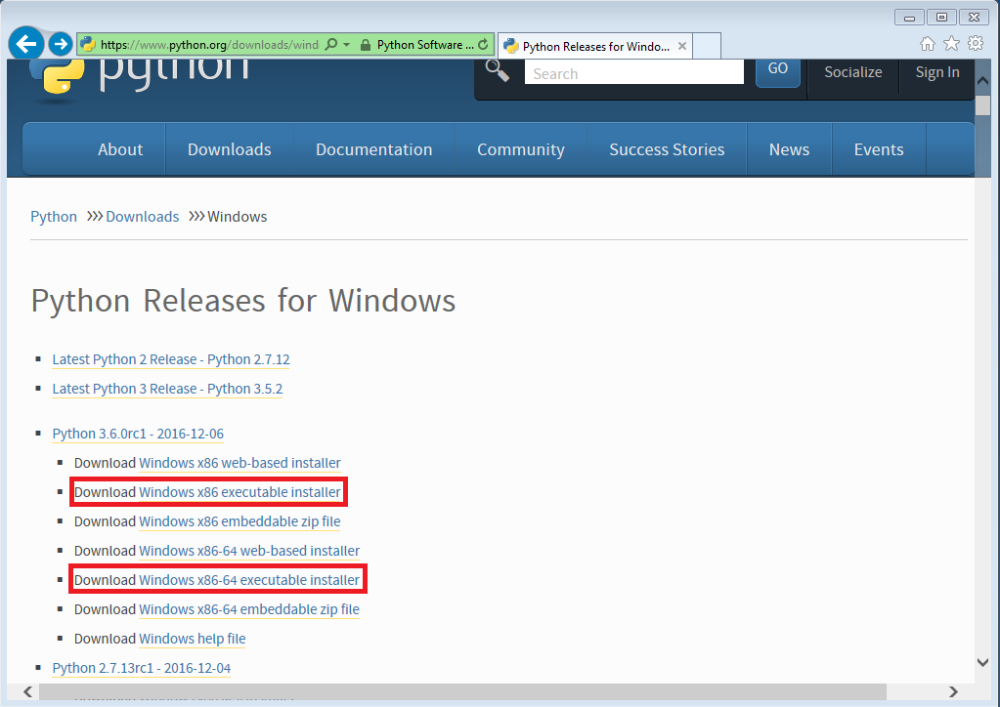 https://www.python.org/downloads/wind
Python Software ...
Python Releases for Windo...
python
Search
GO
Socialize
Sign In
About
Downloads
Documentation
Community
Success Stories
News
Events
Python >>> Downloads >>> Windows
Python Releases for Windows
Latest Python 2 Release - Python 2.7.12
Latest Python 3 Release - Python 3.5.2
Python 3.6.0rc1 - 2016-12-06
Download Windows x86 web-based installer
Download Windows x86 executable installer
Download Windows x86 embeddable zip file
Download Windows x86-64 web-based installer
Download Windows x86-64 executable installer
Download Windows x86-64 embeddable zip file
Download Windows help file
Python 2.7.13rc1 - 2016-12-04